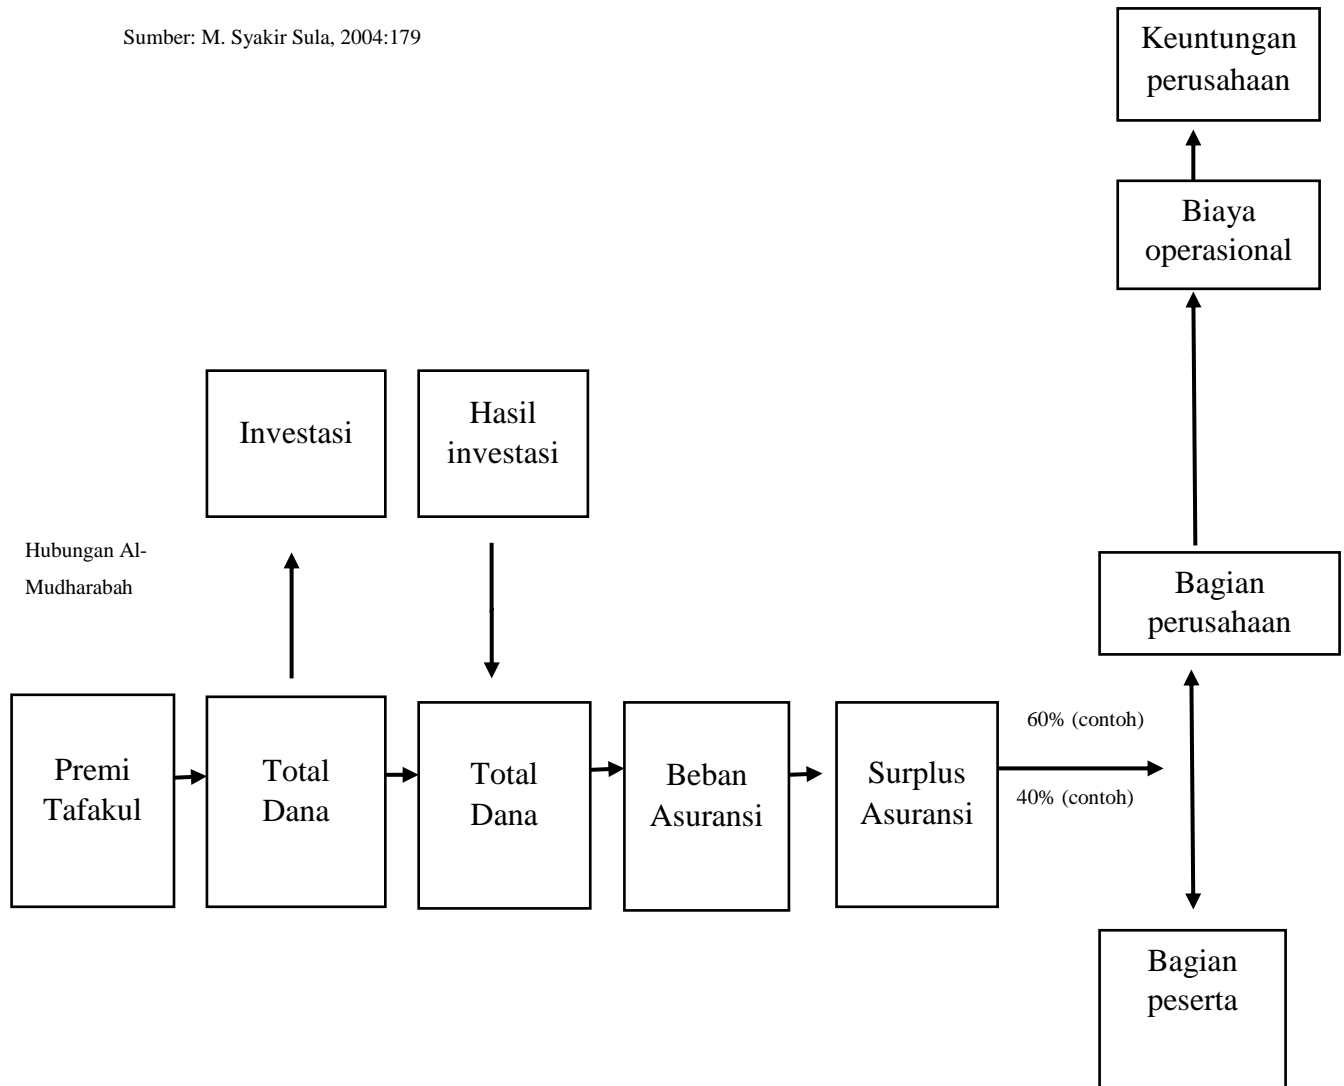 Sumber: M. Syakir Sula, 2004:179
Keuntungan
perusahaan
Biaya
operasional
Investasi
Hasil
investasi
Hubungan Al-
Mudharabah
Bagian
perusahaan
Premi
Tafakul
Total
Dana
Total
Dana
Beban
Asuransi
Surplus
Asuransi
60% (contoh)
40% (contoh)
Bagian
peserta